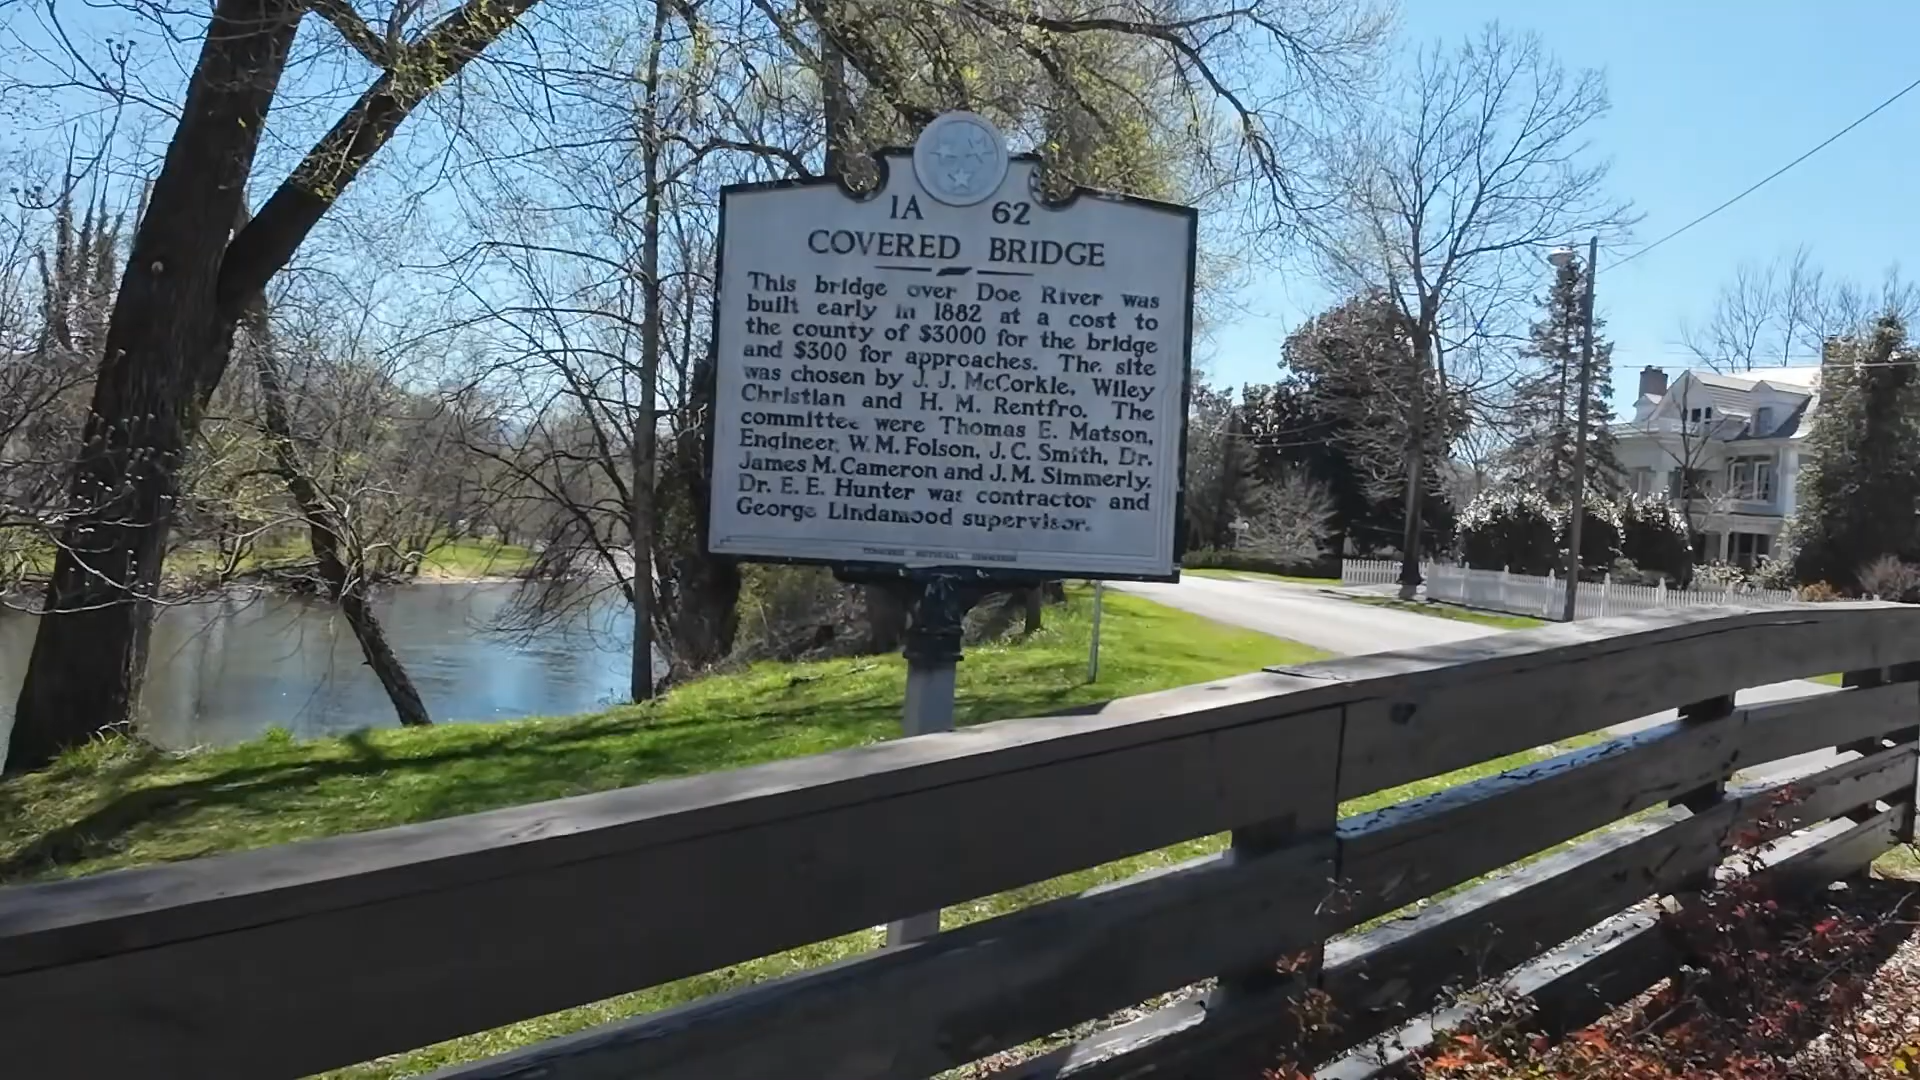 1A 62
COVERED BRIDGE
This bridge over Doe River was
built early in 1882 at a cost to
the county of $3000 for the bridge
and $300 for approaches. The site
was chosen by J. J. McCorkle, Wiley
Christian and H. M. Rentfro. The
committee were Thomas E. Matson,
Engineer, W. M. Folson, J. C. Smith, Dr.
James M. Cameron and J. M. Simmerly.
Dr. E. E. Hunter was contractor and
George Lindamood supervisor.
TENNESSEE HISTORICAL COMMISSION